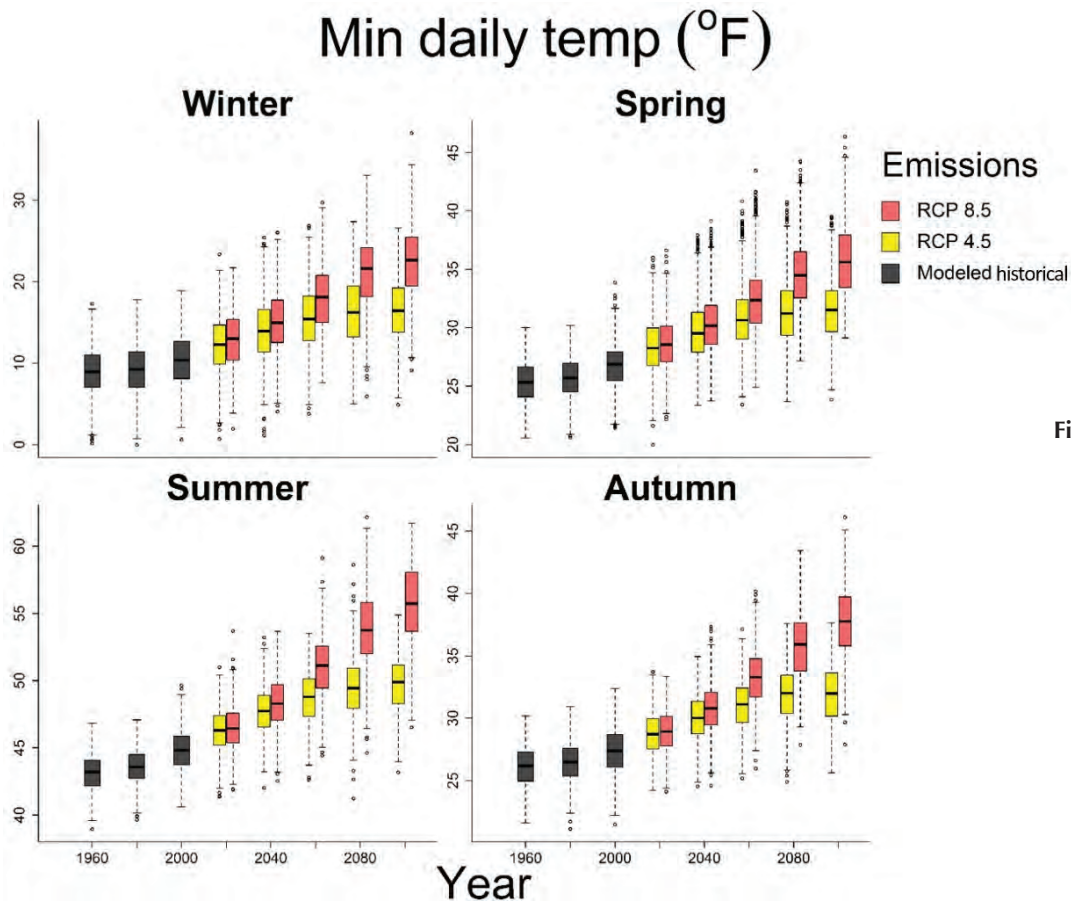 Min daily temp (°F)
Winter
Spring
30
20
10
0
45
40
35
30
25
20
Emissions
RCP 8.5
RCP 4.5
Modeled historical
Fi
Summer
Autumn
60
55
50
45
40
45
40
35
30
25
1960
2000
2040
2080
1960
2000
2040
2080
Year